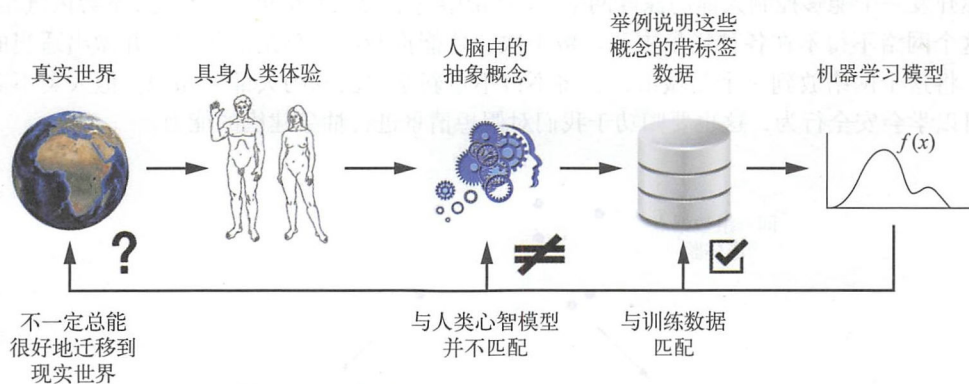 真实世界
具身人类体验
人脑中的
抽象概念
举例说明这些
概念的带标签
数据
机器学习模型
f(x)
?
≠
不一定总能
很好地迁移到
现实世界
与人类心智模型
并不匹配
与训练数据
匹配